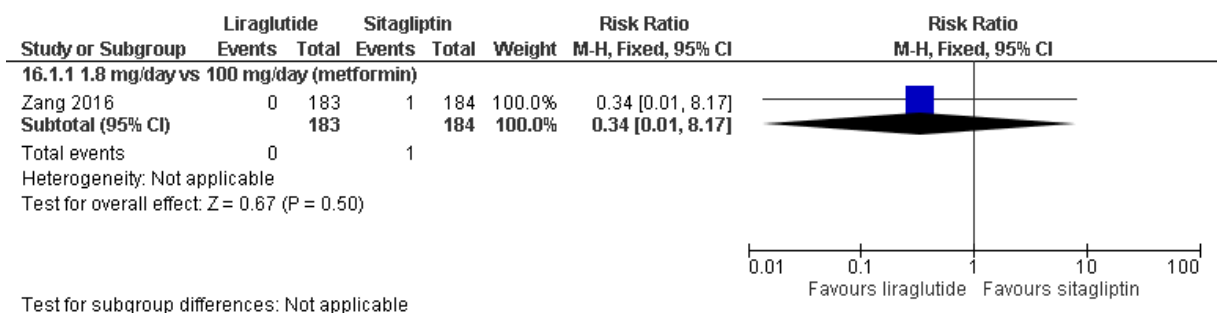 Liraglutide Sitagliptin Risk Ratio Risk Ratio
Study or Subgroup Events Total Events Total Weight M-H, Fixed, 95% CI M-H, Fixed, 95% CI
16.1.1 1.8 mg/day vs 100 mg/day (metformin)
Zang 2016 0 183 1 184 100.0% 0.34 [0.01, 8.17]
Subtotal (95% CI) 183 184 100.0% 0.34 [0.01, 8.17]
Total events 0 1
Heterogeneity: Not applicable
Test for overall effect: Z = 0.67 (P = 0.50)
0.01 0.1 1 10 100
Favours liraglutide Favours sitagliptin
Test for subgroup differences: Not applicable